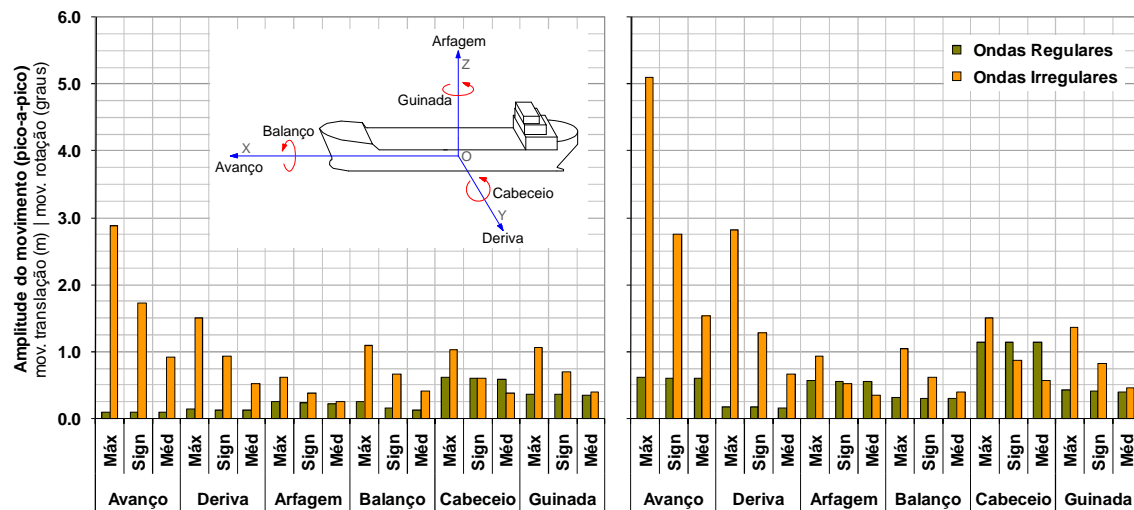 Amplitude do movimento (pico-a-pico)
mov. translação (m) | mov. rotação (graus)
6.0
5.0
4.0
3.0
2.0
1.0
0.0
Arfagem
Z
Guinada
Balanço
X
O
Avanço
Cabeceio
Y
Deriva
Máx Sign Méd Máx Sign Méd Máx Sign Méd Máx Sign Méd Máx Sign Méd Máx Sign Méd
Avanço Deriva Arfagem Balanço Cabeceio Guinada
Ondas Regulares
Ondas Irregulares
Máx Sign Méd Máx Sign Méd Máx Sign Méd Máx Sign Méd Máx Sign Méd Máx Sign Méd
Avanço Deriva Arfagem Balanço Cabeceio Guinada